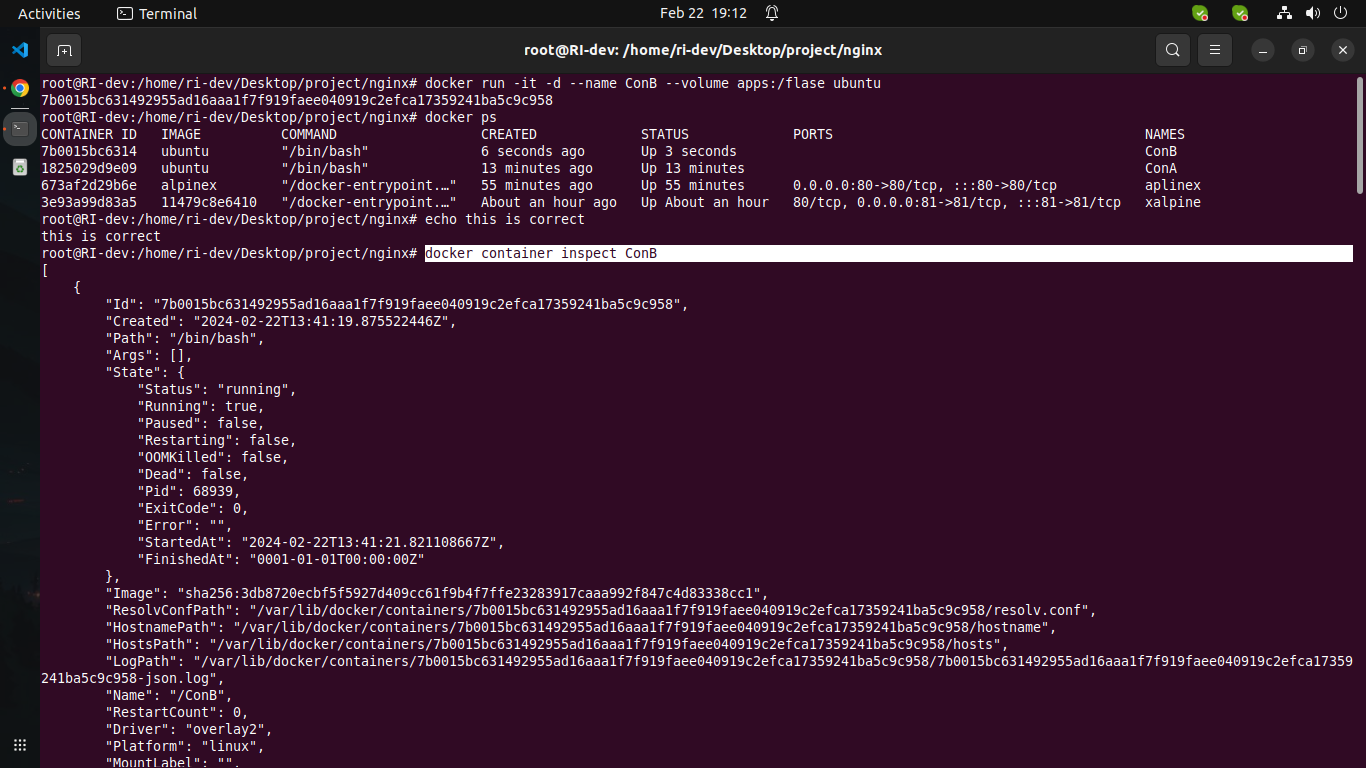 Activities Terminal Feb 22 19:12
root@RI-dev: /home/ri-dev/Desktop/project/nginx
root@RI-dev:/home/ri-dev/Desktop/project/nginx# docker run -it -d --name ConB --volume apps:/flase ubuntu
7b0015bc631492955ad16aaa1f7f919faee040919c2efca17359241ba5c9c958
root@RI-dev:/home/ri-dev/Desktop/project/nginx# docker ps
CONTAINER ID   IMAGE          COMMAND                  CREATED             STATUS             PORTS                                       NAMES
7b0015bc6314   ubuntu         "/bin/bash"              6 seconds ago       Up 3 seconds                                                   ConB
1825029d9e09   ubuntu         "/bin/bash"              13 minutes ago      Up 13 minutes                                                  ConA
673af2d29b6e   alpinex        "/docker-entrypoint.…"   55 minutes ago      Up 55 minutes      0.0.0.0:80->80/tcp, :::80->80/tcp           aplinex
3e93a99d83a5   11479c8e6410   "/docker-entrypoint.…"   About an hour ago   Up About an hour   80/tcp, 0.0.0.0:81->81/tcp, :::81->81/tcp   xalpine
root@RI-dev:/home/ri-dev/Desktop/project/nginx# echo this is correct
this is correct
root@RI-dev:/home/ri-dev/Desktop/project/nginx# docker container inspect ConB
[
    {
        "Id": "7b0015bc631492955ad16aaa1f7f919faee040919c2efca17359241ba5c9c958",
        "Created": "2024-02-22T13:41:19.875522446Z",
        "Path": "/bin/bash",
        "Args": [],
        "State": {
            "Status": "running",
            "Running": true,
            "Paused": false,
            "Restarting": false,
            "OOMKilled": false,
            "Dead": false,
            "Pid": 68939,
            "ExitCode": 0,
            "Error": "",
            "StartedAt": "2024-02-22T13:41:21.821108667Z",
            "FinishedAt": "0001-01-01T00:00:00Z"
        },
        "Image": "sha256:3db8720ecbf5f5927d409cc61f9b4f7ffe23283917caaa992f847c4d83338cc1",
        "ResolvConfPath": "/var/lib/docker/containers/7b0015bc631492955ad16aaa1f7f919faee040919c2efca17359241ba5c9c958/resolv.conf",
        "HostnamePath": "/var/lib/docker/containers/7b0015bc631492955ad16aaa1f7f919faee040919c2efca17359241ba5c9c958/hostname",
        "HostsPath": "/var/lib/docker/containers/7b0015bc631492955ad16aaa1f7f919faee040919c2efca17359241ba5c9c958/hosts",
        "LogPath": "/var/lib/docker/containers/7b0015bc631492955ad16aaa1f7f919faee040919c2efca17359241ba5c9c958/7b0015bc631492955ad16aaa1f7f919faee040919c2efca17359
241ba5c9c958-json.log",
        "Name": "/ConB",
        "RestartCount": 0,
        "Driver": "overlay2",
        "Platform": "linux",
        "MountLabel": "",